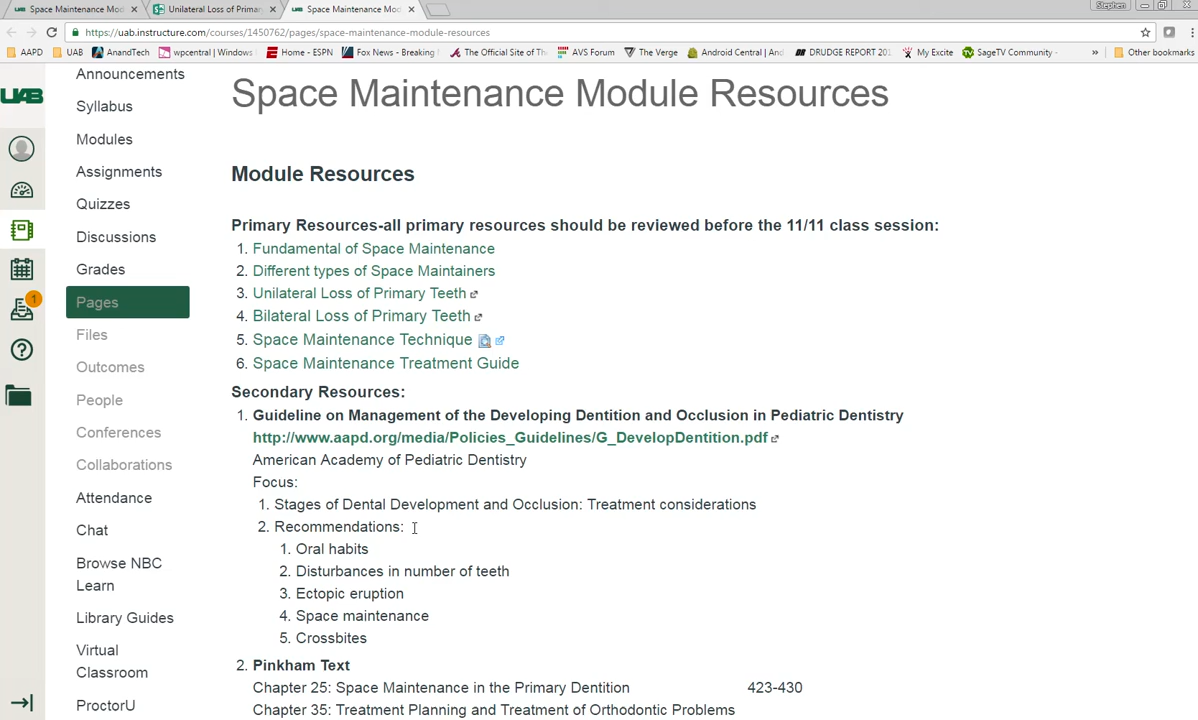 Space Maintenance Mod
Unilateral Loss of Primar
Space Maintenance Mod
Stephen
https://uab.instructure.com/courses/1450762/pages/space-maintenance-module-resources
AAPD
UAB
AnandTech
wpcentral | Windows
Home - ESPN
Fox News - Breaking
The Official Site of Th
AVS Forum
The Verge
Android Central | An
DRUDGE REPORT 201
My Excite
SageTV Community -
»
Other bookmarks
UAB
1
Announcements
Syllabus
Modules
Assignments
Quizzes
Discussions
Grades
Pages
Files
Outcomes
People
Conferences
Collaborations
Attendance
Chat
Browse NBC
Learn
Library Guides
Virtual
Classroom
ProctorU
Space Maintenance Module Resources
Module Resources
Primary Resources-all primary resources should be reviewed before the 11/11 class session:
1. Fundamental of Space Maintenance
2. Different types of Space Maintainers
3. Unilateral Loss of Primary Teeth
4. Bilateral Loss of Primary Teeth
5. Space Maintenance Technique
6. Space Maintenance Treatment Guide
Secondary Resources:
1. Guideline on Management of the Developing Dentition and Occlusion in Pediatric Dentistry
http://www.aapd.org/media/Policies_Guidelines/G_DevelopDentition.pdf
American Academy of Pediatric Dentistry
Focus:
1. Stages of Dental Development and Occlusion: Treatment considerations
2. Recommendations:
1. Oral habits
2. Disturbances in number of teeth
3. Ectopic eruption
4. Space maintenance
5. Crossbites
2. Pinkham Text
Chapter 25: Space Maintenance in the Primary Dentition 423-430
Chapter 35: Treatment Planning and Treatment of Orthodontic Problems